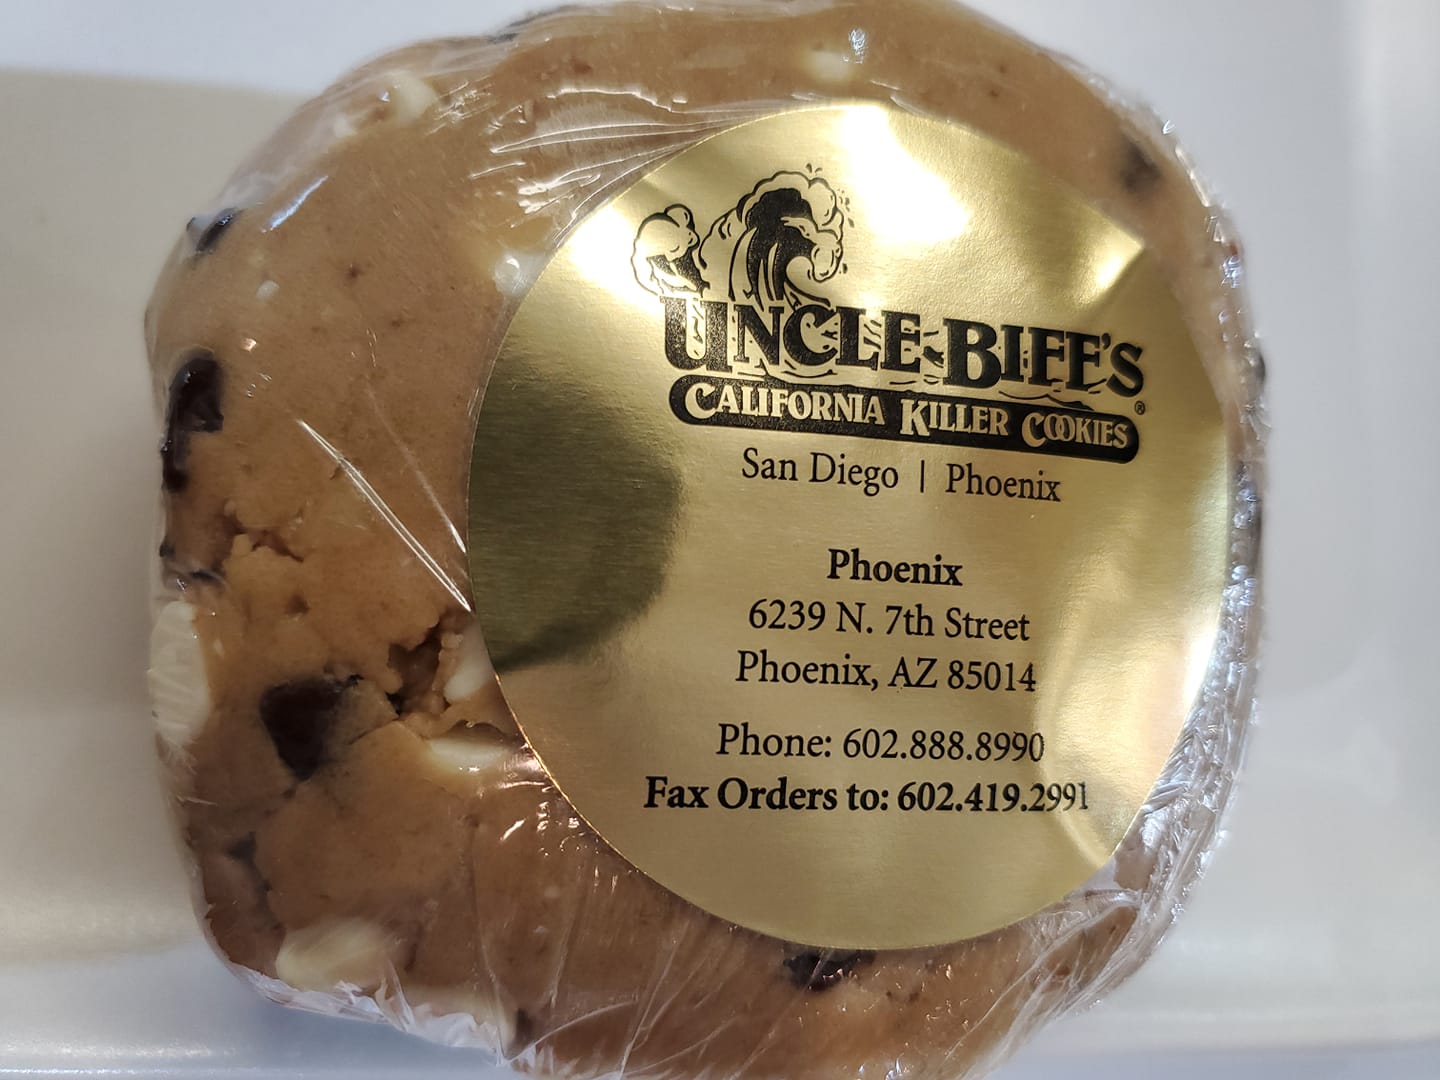 UNCLE·BIFF'S®
CALIFORNIA KILLER COOKIES
San Diego | Phoenix
Phoenix
6239 N. 7th Street
Phoenix, AZ 85014
Phone: 602.888.8990
Fax Orders to: 602.419.2991